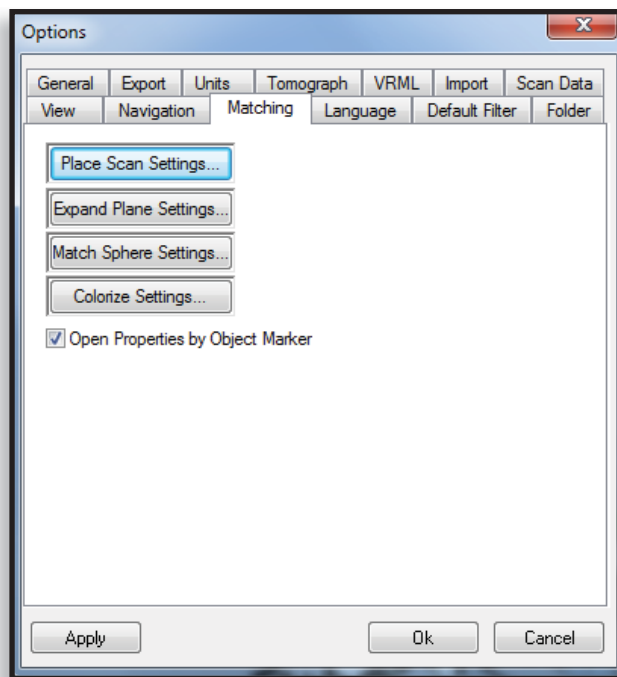 Options
X
General Export Units Tomograph VRML Import Scan Data
View Navigation Matching Language Default Filter Folder
Place Scan Settings...
Expand Plane Settings...
Match Sphere Settings...
Colorize Settings...
Open Properties by Object Marker
Apply Ok Cancel